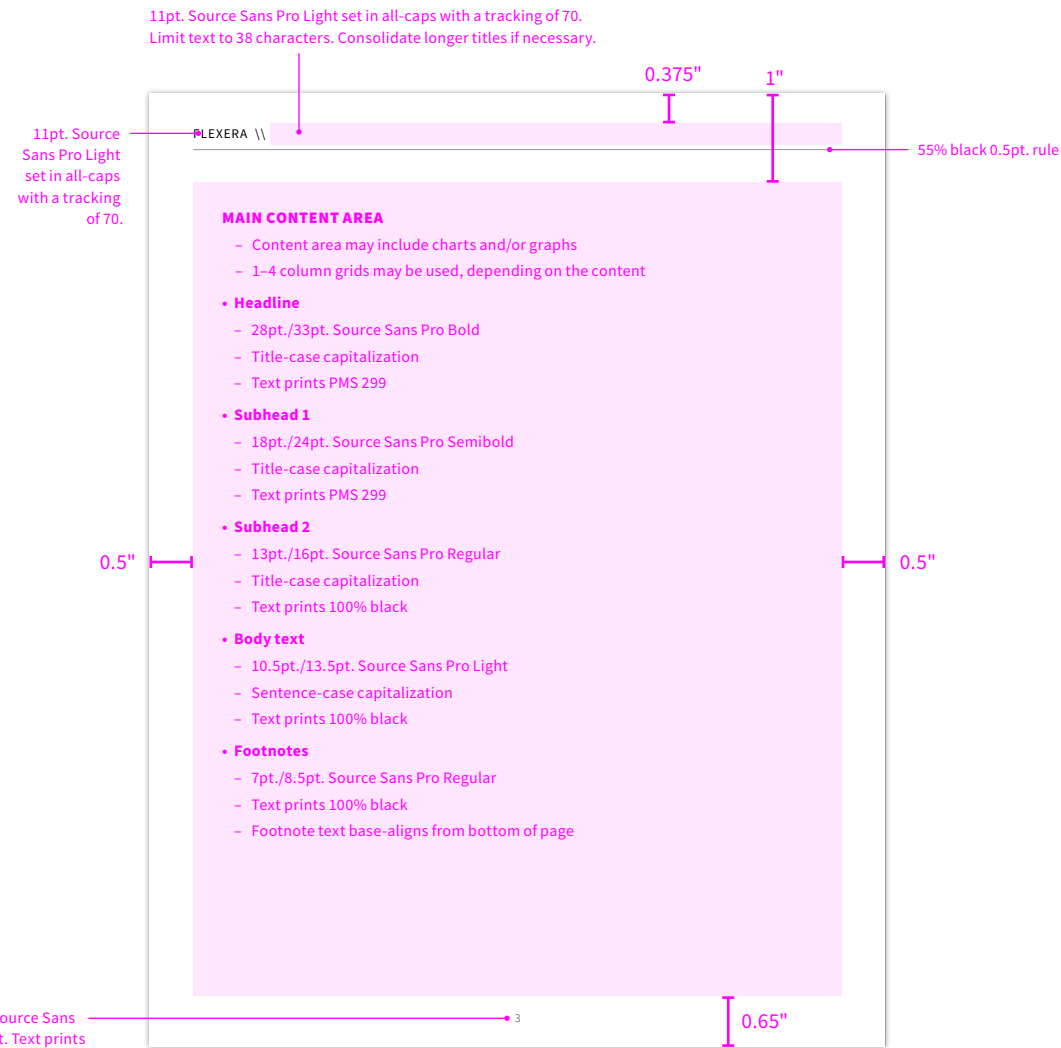 11pt. Source Sans Pro Light set in all-caps with a tracking of 70.
Limit text to 38 characters. Consolidate longer titles if necessary.
0.375"
1"
11pt. Source
Sans Pro Light
set in all-caps
with a tracking
of 70.
FLEXERA \\
55% black 0.5pt. rule
MAIN CONTENT AREA
– Content area may include charts and/or graphs
– 1–4 column grids may be used, depending on the content
• Headline
– 28pt./33pt. Source Sans Pro Bold
– Title-case capitalization
– Text prints PMS 299
• Subhead 1
– 18pt./24pt. Source Sans Pro Semibold
– Title-case capitalization
– Text prints PMS 299
• Subhead 2
– 13pt./16pt. Source Sans Pro Regular
– Title-case capitalization
– Text prints 100% black
0.5"
0.5"
• Body text
– 10.5pt./13.5pt. Source Sans Pro Light
– Sentence-case capitalization
– Text prints 100% black
• Footnotes
– 7pt./8.5pt. Source Sans Pro Regular
– Text prints 100% black
– Footnote text base-aligns from bottom of page
Sans
3
0.65"
Text prints